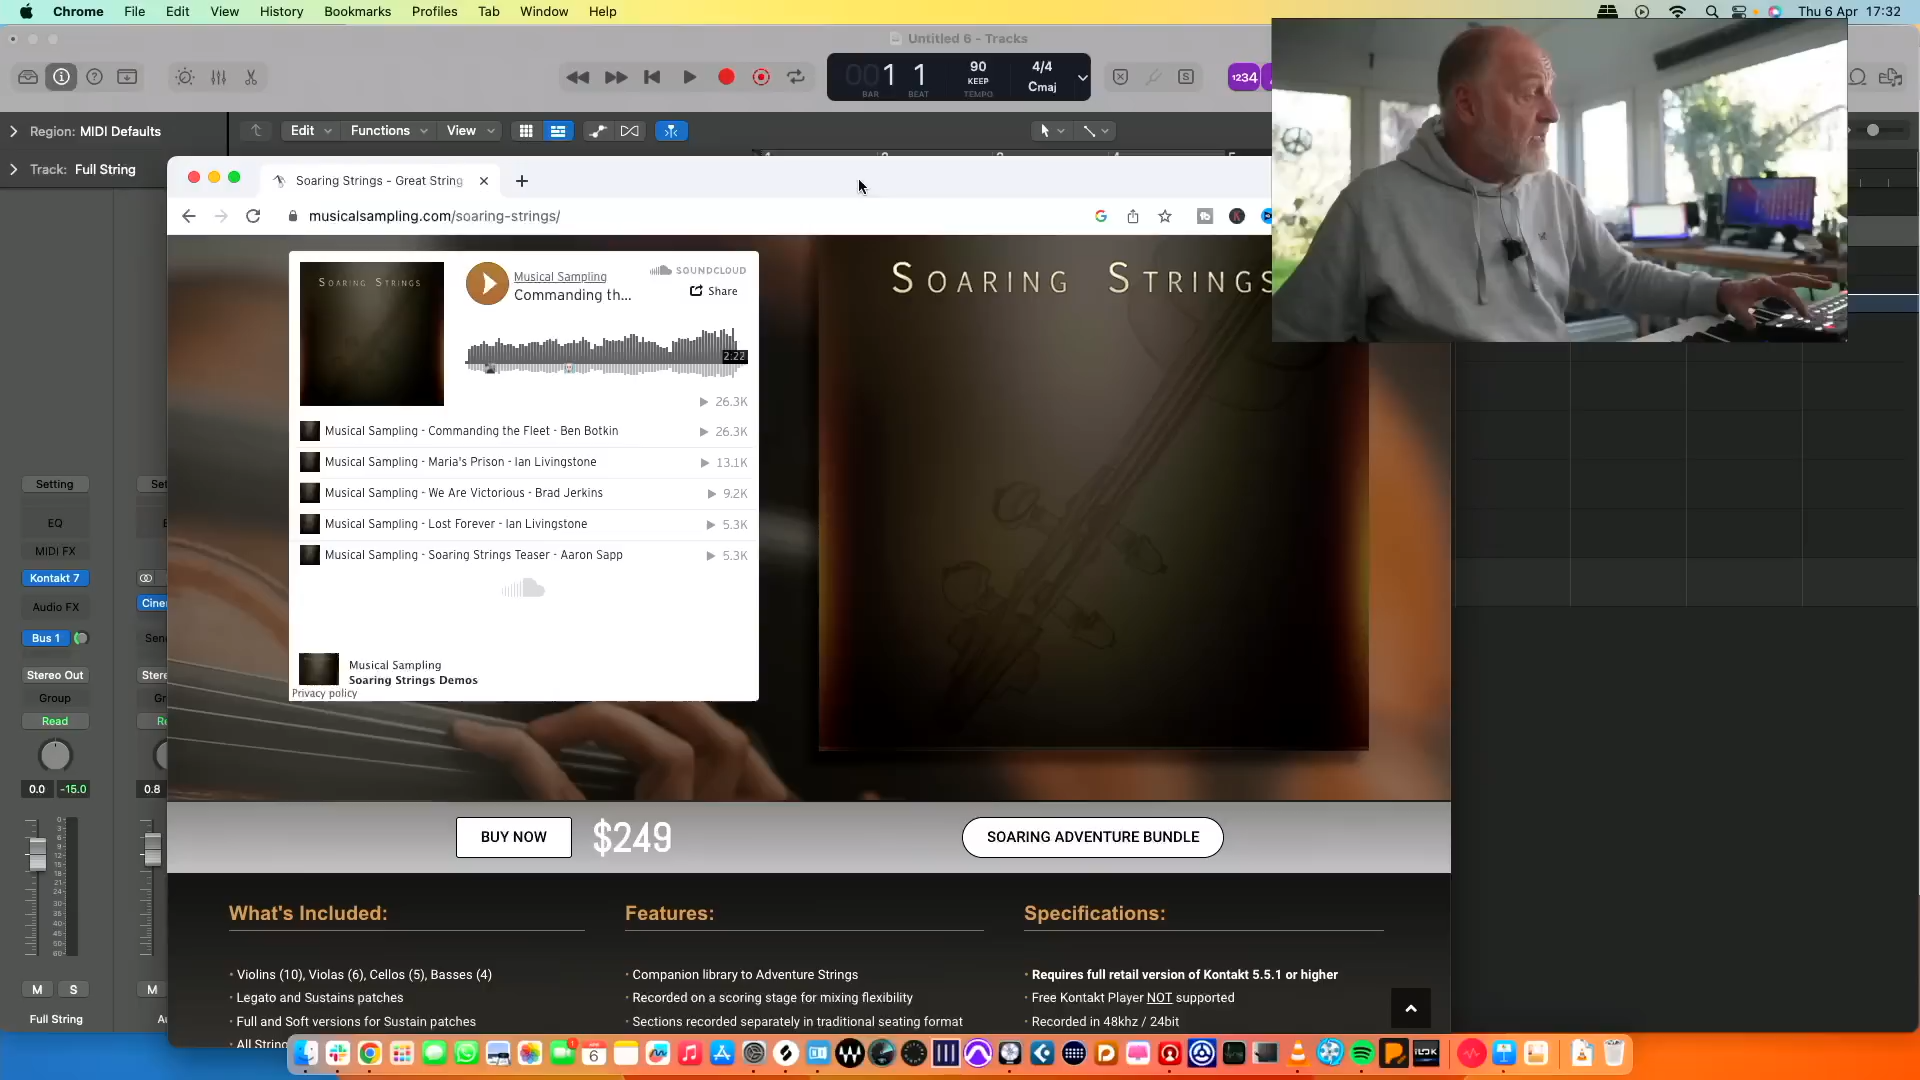 Chrome File Edit View History Bookmarks Profiles Tab Window Help
Thu 6 Apr 17:32
Untitled 6 - Tracks
001 1
BAR BEAT
90
KEEP
TEMPO
4/4
Cmaj
1234
Region: MIDI Defaults
Edit Functions View
Track: Full String
Soaring Strings - Great String
musicalsampling.com/soaring-strings/
SOARING STRINGS
Musical Sampling
SOUNDCLOUD
Commanding th...
Share
2:22
26.3K
Musical Sampling - Commanding the Fleet - Ben Botkin 26.3K
Musical Sampling - Maria's Prison - Ian Livingstone 13.1K
Musical Sampling - We Are Victorious - Brad Jerkins 9.2K
Musical Sampling - Lost Forever - Ian Livingstone 5.3K
Musical Sampling - Soaring Strings Teaser - Aaron Sapp 5.3K
Musical Sampling
Soaring Strings Demos
Privacy policy
SOARING STRINGS
BUY NOW
$249
SOARING ADVENTURE BUNDLE
What's Included:
Violins (10), Violas (6), Cellos (5), Basses (4)
Legato and Sustains patches
Full and Soft versions for Sustain patches
All String
Features:
Companion library to Adventure Strings
Recorded on a scoring stage for mixing flexibility
Sections recorded separately in traditional seating format
Specifications:
Requires full retail version of Kontakt 5.5.1 or higher
Free Kontakt Player NOT supported
Recorded in 48khz / 24bit
Setting
EQ
MIDI FX
Kontakt 7
Audio FX
Bus 1
Stereo Out
Group
Read
0.0 -15.0
M S
Full String
Set
Cine
Sen
Stere
Gr
0.8
M